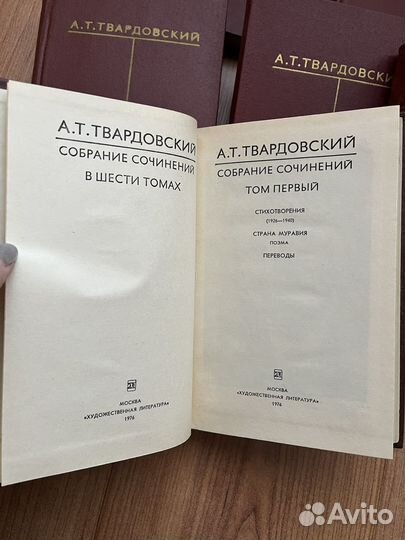 А.Т.ТВАРДОВСКИЙ
А.Т.ТВАРДОВСКИЙ
А.Т.ТВАРДОВСКИЙ
СОБРАНИЕ СОЧИНЕНИЙ
В ШЕСТИ ТОМАХ
МОСКВА
«ХУДОЖЕСТВЕННАЯ ЛИТЕРАТУРА»
1976
А.Т.ТВАРДОВСКИЙ
СОБРАНИЕ СОЧИНЕНИЙ
ТОМ ПЕРВЫЙ
СТИХОТВОРЕНИЯ
(1926—1940)
СТРАНА МУРАВИЯ
ПОЭМА
ПЕРЕВОДЫ
МОСКВА
«ХУДОЖЕСТВЕННАЯ ЛИТЕРАТУРА»
1976
Avito